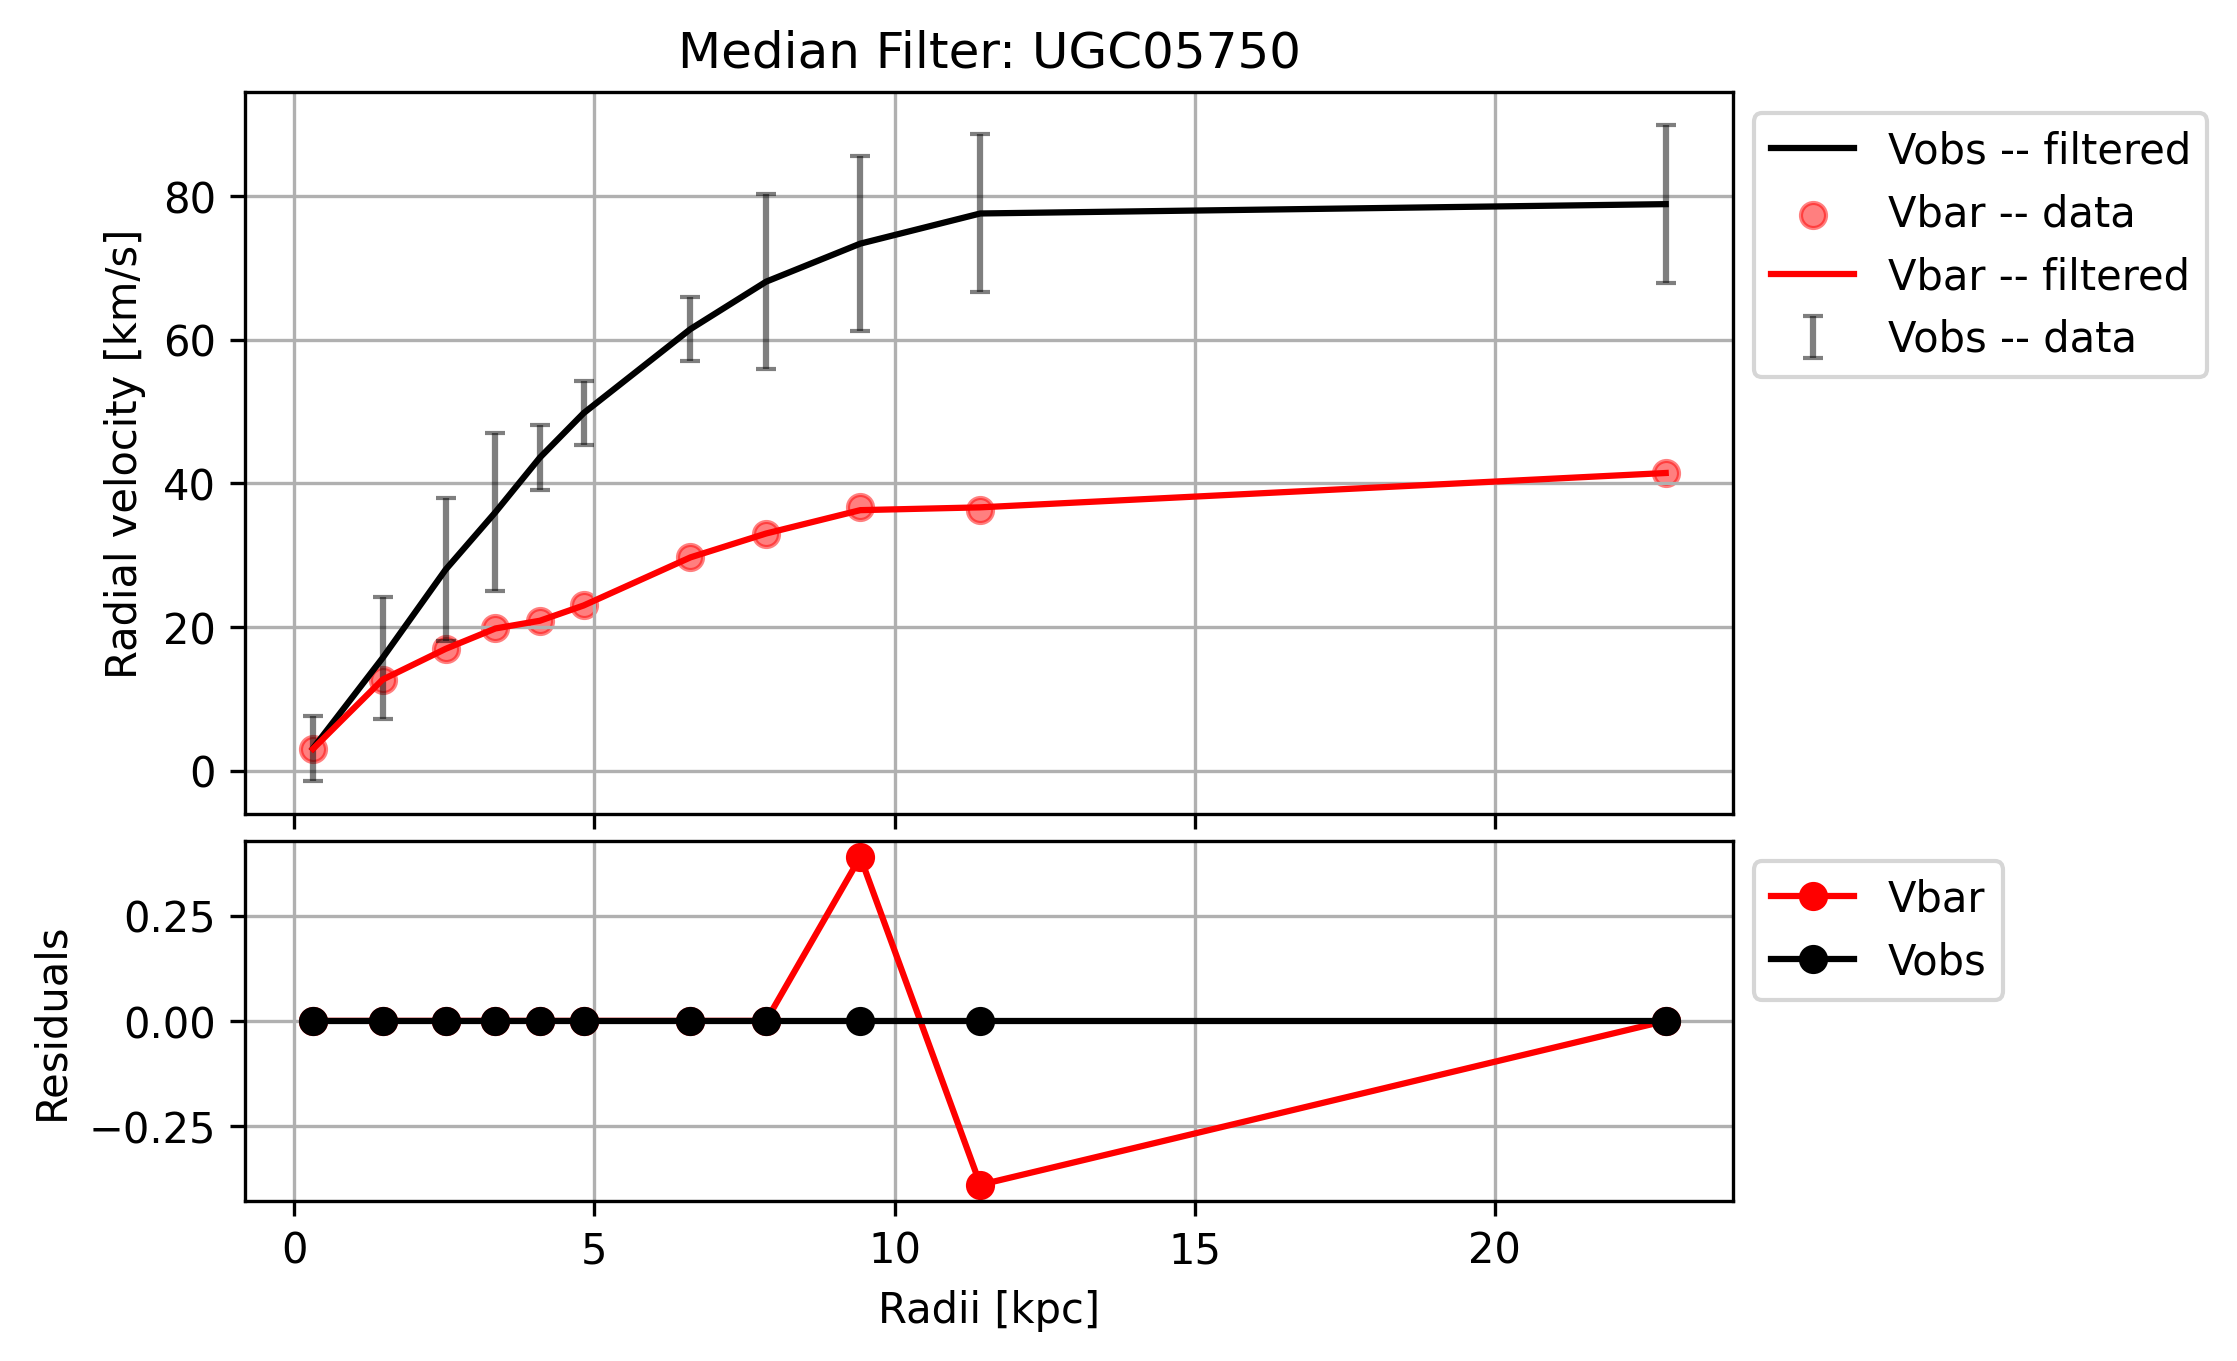 Median Filter: UGC05750
Radial velocity [km/s]
80
60
40
20
0
Vobs -- filtered
Vbar -- data
Vbar -- filtered
Vobs -- data
Residuals
0.25
0.00
−0.25
Vbar
Vobs
0 5 10 15 20
Radii [kpc]